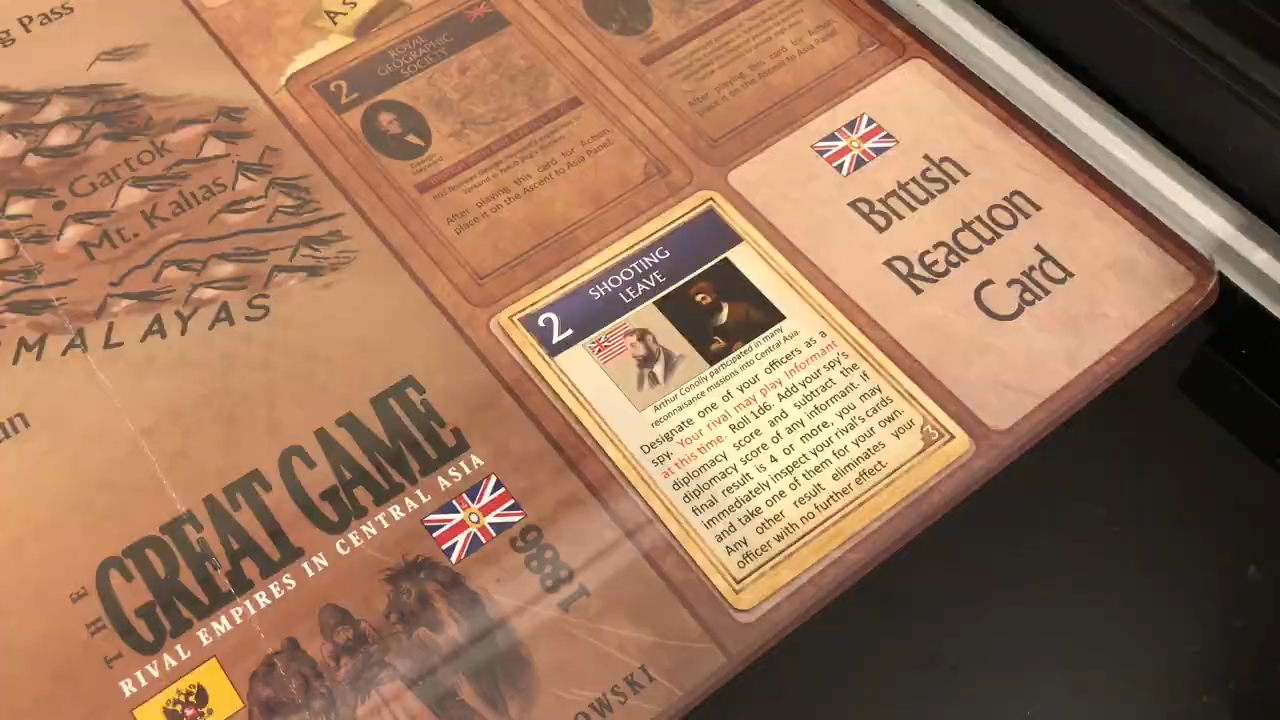 g Pass
As
2
ROYAL
GEOGRAPHIC
SOCIETY
George
Hayward
After playing this card for Action,
place it on the Ascent to Asia Panel.
After playing this card for Action
place it on the Ascent to Asia Panel
Gartok
Mt. Kalias
MALAYAS
an
2
SHOOTING
LEAVE
Arthur Conolly participated in many
reconnaisance missions into Central Asia.
Designate one of your officers as a
spy. Your rival may play Informant
at this time. Roll 1d6. Add your spy's
diplomacy score and subtract the
diplomacy score of any informant. If
final result is 4 or more, you may
immediately inspect your rival's cards
and take one of them for your own.
Any other result eliminates your
officer with no further effect.
3
British
Reaction
Card
THE
GREAT GAME
RIVAL EMPIRES IN CENTRAL ASIA
1886
OWSKI